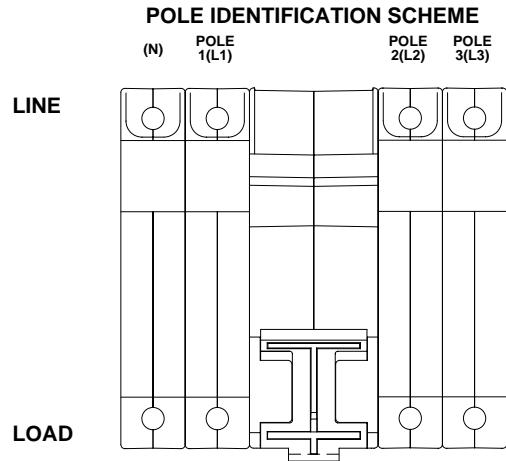 POLE IDENTIFICATION SCHEME
(N)
POLE
1(L1)
POLE
2(L2)
POLE
3(L3)
LINE
LOAD